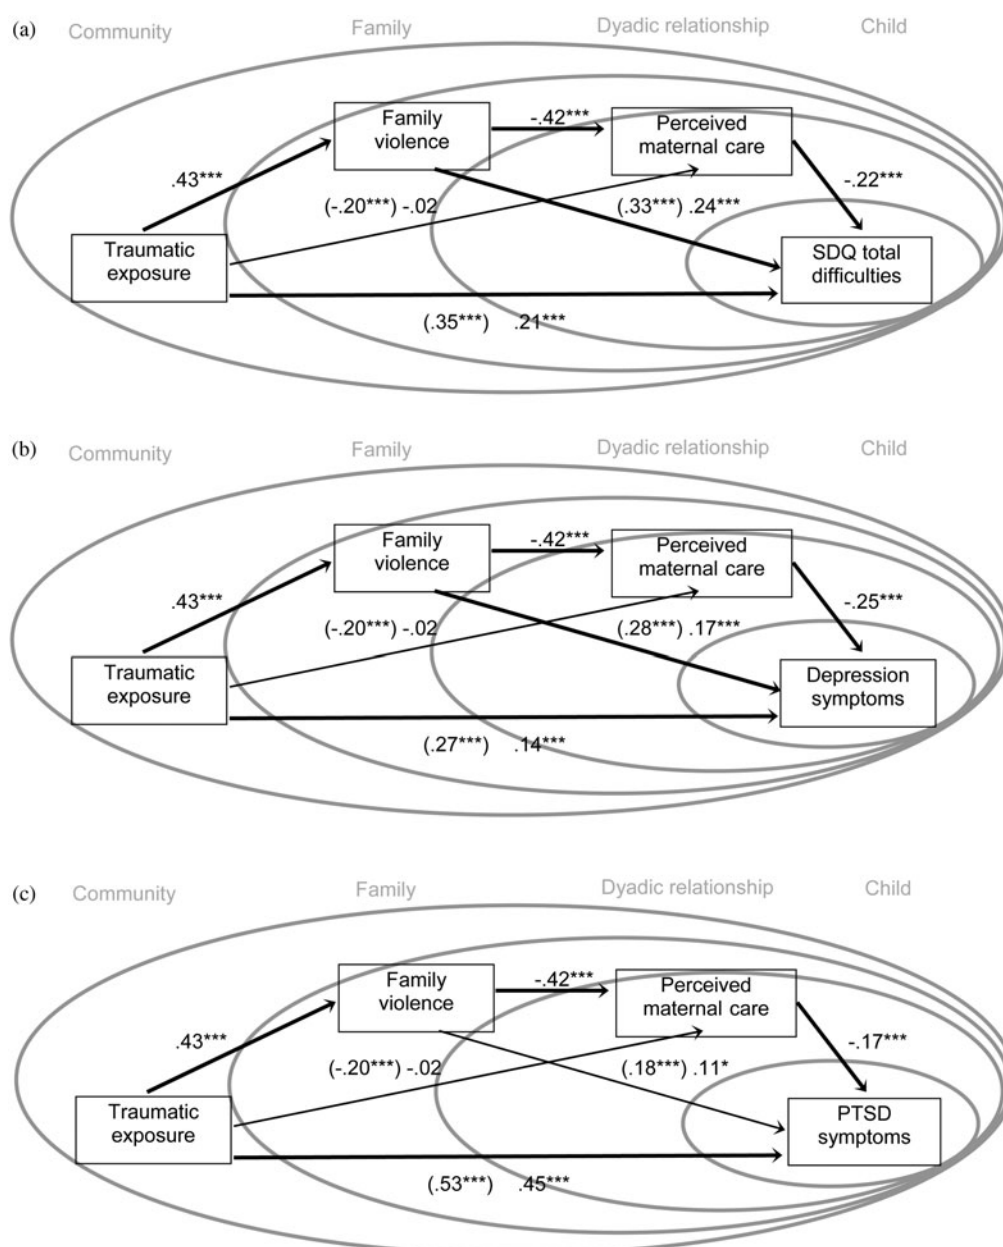 (a)
Community Family Dyadic relationship Child
Family
violence
-.42***
Perceived
maternal care
.43***
(-.20***) -.02
(.33***) .24***
-.22***
Traumatic
exposure
SDQ total
difficulties
(.35***) .21***
(b)
Community Family Dyadic relationship Child
Family
violence
-.42***
Perceived
maternal care
.43***
(-.20***) -.02
(.28***) .17***
-.25***
Traumatic
exposure
Depression
symptoms
(.27***) .14***
(c)
Community Family Dyadic relationship Child
Family
violence
-.42***
Perceived
maternal care
.43***
(-.20***) -.02
(.18***) .11*
-.17***
Traumatic
exposure
PTSD
symptoms
(.53***) .45***